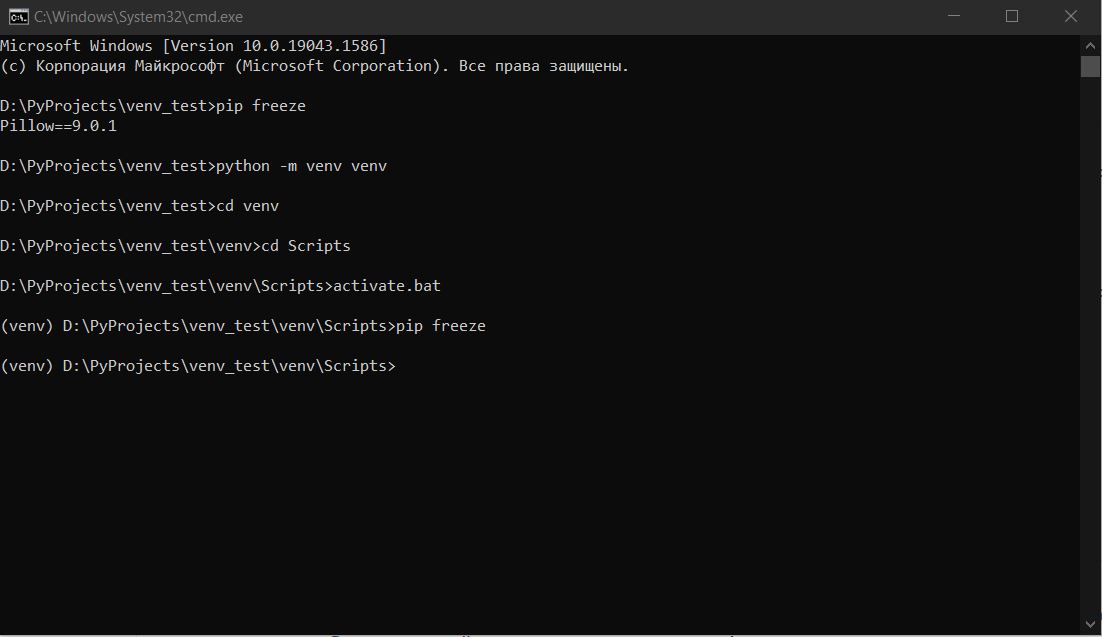 C:\Windows\System32\cmd.exe
Microsoft Windows [Version 10.0.19043.1586]
(c) Корпорация Майкрософт (Microsoft Corporation). Все права защищены.
D:\PyProjects\venv_test>pip freeze
Pillow==9.0.1
D:\PyProjects\venv_test>python -m venv venv
D:\PyProjects\venv_test>cd venv
D:\PyProjects\venv_test\venv>cd Scripts
D:\PyProjects\venv_test\venv\Scripts>activate.bat
(venv) D:\PyProjects\venv_test\venv\Scripts>pip freeze
(venv) D:\PyProjects\venv_test\venv\Scripts>